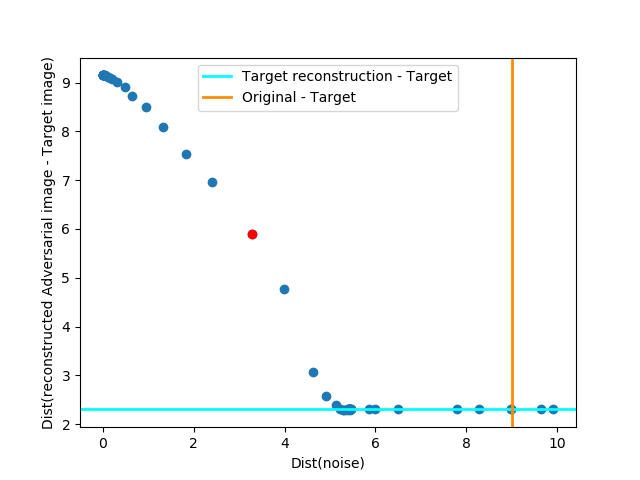 Target reconstruction - Target
Original - Target
Dist(reconstructed Adversarial image - Target image)
9
8
7
6
5
4
3
2
0 2 4 6 8 10
Dist(noise)